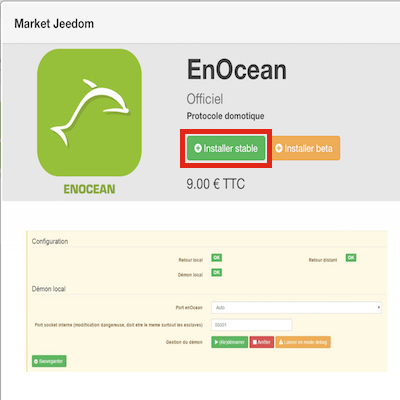 Market Jeedom
EnOcean
Officiel
Protocole domotique
Installer stable
Installer beta
9.00 € TTC
ENOCEAN
Configuration
Retour local OK
Retour distant OK
Démon local OK
Démon local
Port enOcean Auto
Port socket interne (modification dangereuse, doit etre le meme surtout les esclaves)
Gestion du démon (Re)démarrer Arrêter Lancer en mode debug
Sauvegarder